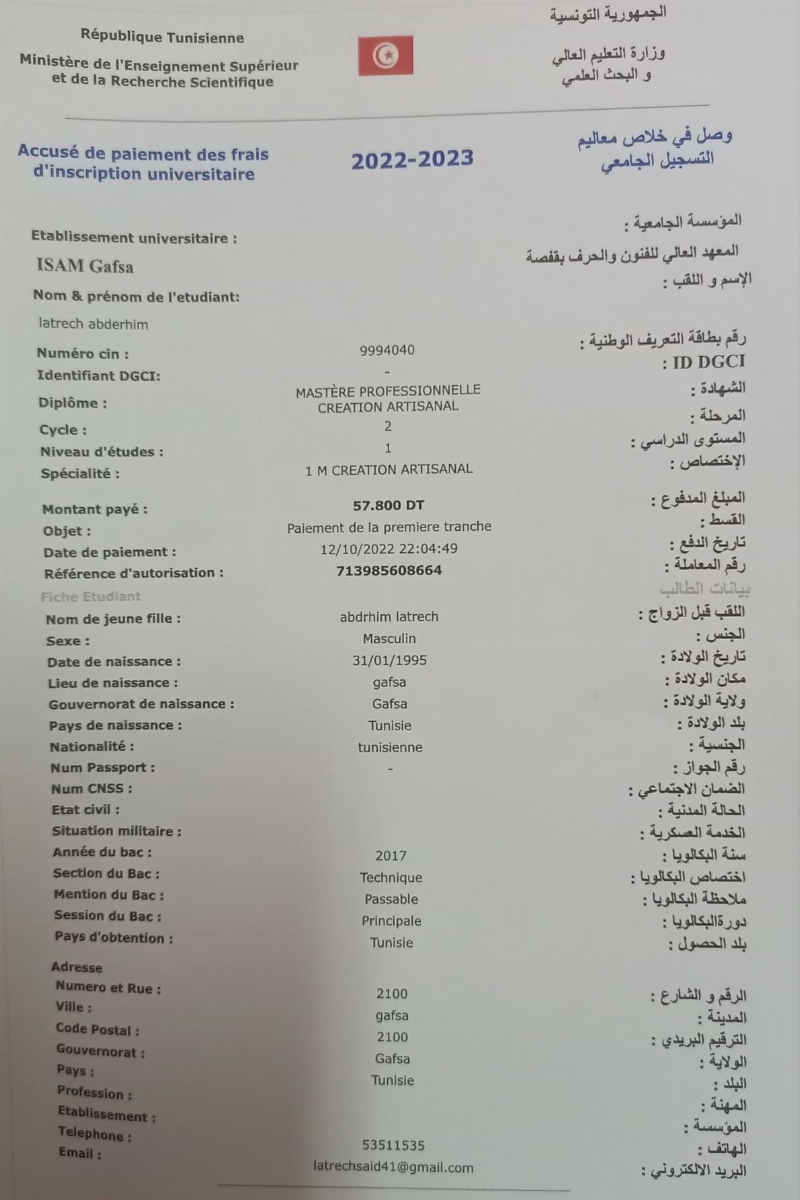 République Tunisienne
Ministère de l'Enseignement Supérieur
et de la Recherche Scientifique
الجمهورية التونسية
وزارة التعليم العالي
و البحث العلمي
Accusé de paiement des frais
d'inscription universitaire
2022-2023
وصل في خلاص معاليم
التسجيل الجامعي
Etablissement universitaire :
المؤسسة الجامعية :
ISAM Gafsa
المعهد العالي للفنون والحرف بقفصة
Nom & prénom de l'etudiant:
الإسم و اللقب :
latrech abderhim
Numéro cin :
9994040
رقم بطاقة التعريف الوطنية :
Identifiant DGCI:
-
ID DGCI :
Diplôme :
MASTÈRE PROFESSIONNELLE
CREATION ARTISANAL
الشهادة :
Cycle :
2
المرحلة :
Niveau d'études :
1
المستوى الدراسي :
Spécialité :
1 M CREATION ARTISANAL
الإختصاص :
Montant payé :
57.800 DT
المبلغ المدفوع :
Objet :
Paiement de la premiere tranche
القسط :
Date de paiement :
12/10/2022 22:04:49
تاريخ الدفع :
Référence d'autorisation :
713985608664
رقم المعاملة :
Fiche Etudiant
بيانات الطالب
Nom de jeune fille :
abdrhim latrech
اللقب قبل الزواج :
Sexe :
Masculin
الجنس :
Date de naissance :
31/01/1995
تاريخ الولادة :
Lieu de naissance :
gafsa
مكان الولادة :
Gouvernorat de naissance :
Gafsa
ولاية الولادة :
Pays de naissance :
Tunisie
بلد الولادة :
Nationalité :
tunisienne
الجنسية :
Num Passport :
-
رقم الجواز :
Num CNSS :
الضمان الاجتماعي :
Etat civil :
الحالة المدنية :
Situation militaire :
الخدمة العسكرية :
Année du bac :
2017
سنة البكالويا :
Section du Bac :
Technique
اختصاص البكالويا :
Mention du Bac :
Passable
ملاحظة البكالويا :
Session du Bac :
Principale
دورةالبكالويا :
Pays d'obtention :
Tunisie
بلد الحصول :
Adresse
Numero et Rue :
2100
الرقم و الشارع :
Ville :
gafsa
المدينة :
Code Postal :
2100
الترقيم البريدي :
Gouvernorat :
Gafsa
الولاية :
Pays :
Tunisie
البلد :
Profession :
المهنة :
Etablissement :
المؤسسة :
Telephone :
53511535
الهاتف :
Email :
latrechsaid41@gmail.com
البريد الالكتروني :